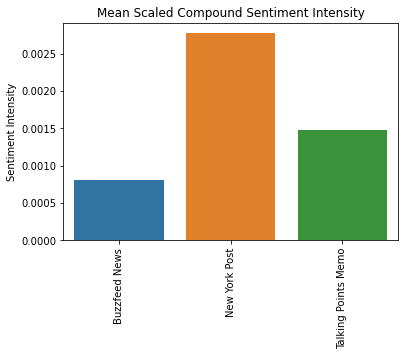 Mean Scaled Compound Sentiment Intensity
Sentiment Intensity
0.0025
0.0020
0.0015
0.0010
0.0005
0.0000
Buzzfeed News
New York Post
Talking Points Memo